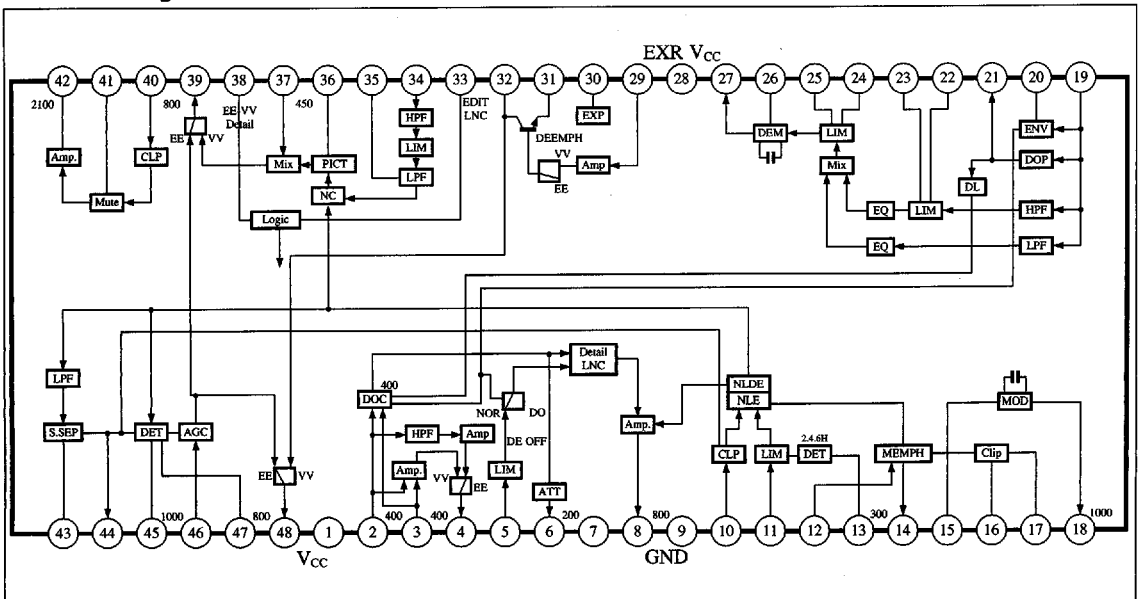 EXR VCC
42 41 40 39 38 37 36 35 34 33 32 31 30 29 28 27 26 25 24 23 22 21 20 19
2100
800
450
EE-VV
Detail
EDIT
LNC
HPF
EXP
ENV
EE
VV
DEEMPH
DEM
LIM
LIM
VV
Amp.
CLP
Mix
PICT
Amp
DOP
LPF
Mix
EE
DL
Mute
NC
EQ
LIM
HPF
Logic
EQ
LPF
Detail
LNC
LPF
NLDE
400
DOC
NLE
MOD
NOR
DO
S.SEP
DET
AGC
HPF
Amp
Amp.
DE OFF
2.4.6H
CLP
LIM
DET
MEMPH
Clip
EE
VV
Amp.
VV
EE
LIM
ATT
1000
800
400
400
200
800
300
1000
43 44 45 46 47 48 1 2 3 4 5 6 7 8 9 10 11 12 13 14 15 16 17 18
VCC
GND